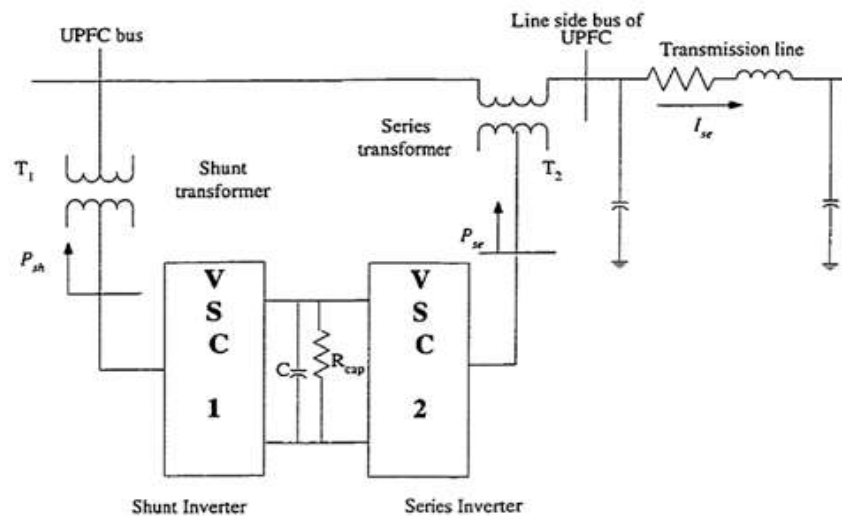 UPFC bus
Line side bus of
UPFC
Transmission line
I_se
Series
transformer
T_1
Shunt
transformer
T_2
P_sh
P_se
V
S
C
1
V
S
C
2
C
R_cap
Shunt Inverter
Series Inverter